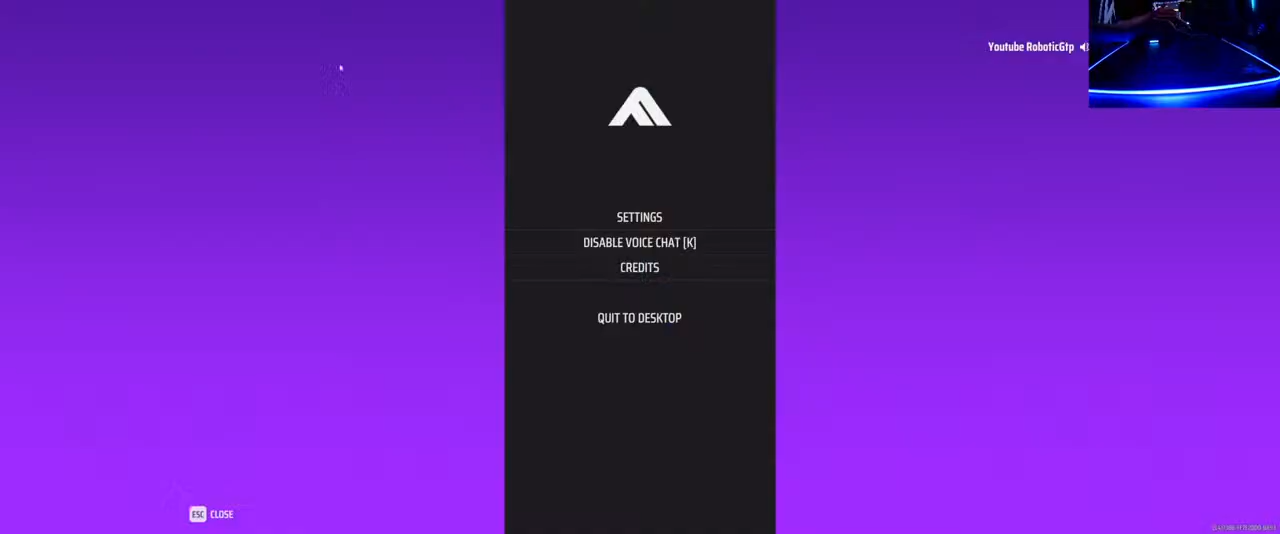 Youtube RoboticGtp
SETTINGS
DISABLE VOICE CHAT [K]
CREDITS
QUIT TO DESKTOP
ESC CLOSE